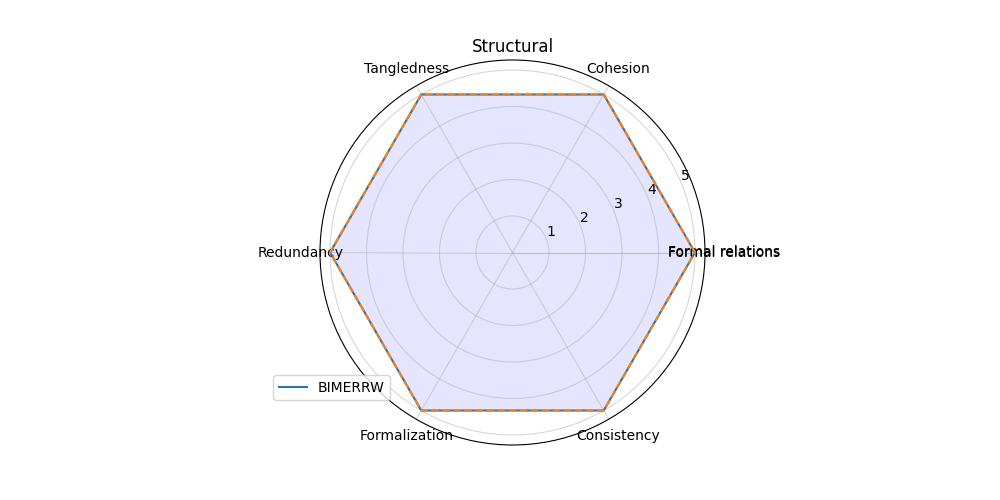 Structural
Tangledness
Cohesion
5
4
3
2
1
Redundancy
Formal relations
BIMERRW
Formalization
Consistency